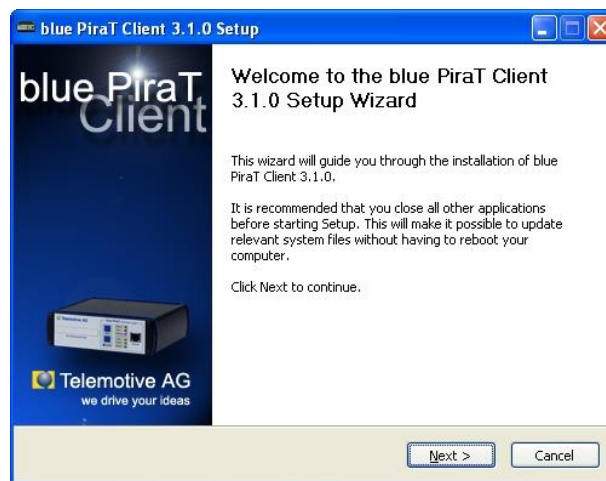 blue PiraT Client 3.1.0 Setup
blue PiraT
Client
Welcome to the blue PiraT Client
3.1.0 Setup Wizard
This wizard will guide you through the installation of blue
PiraT Client 3.1.0.
It is recommended that you close all other applications
before starting Setup. This will make it possible to update
relevant system files without having to reboot your
computer.
Click Next to continue.
Telemotive AG
Telemotive AG
we drive your ideas
Next >
Cancel